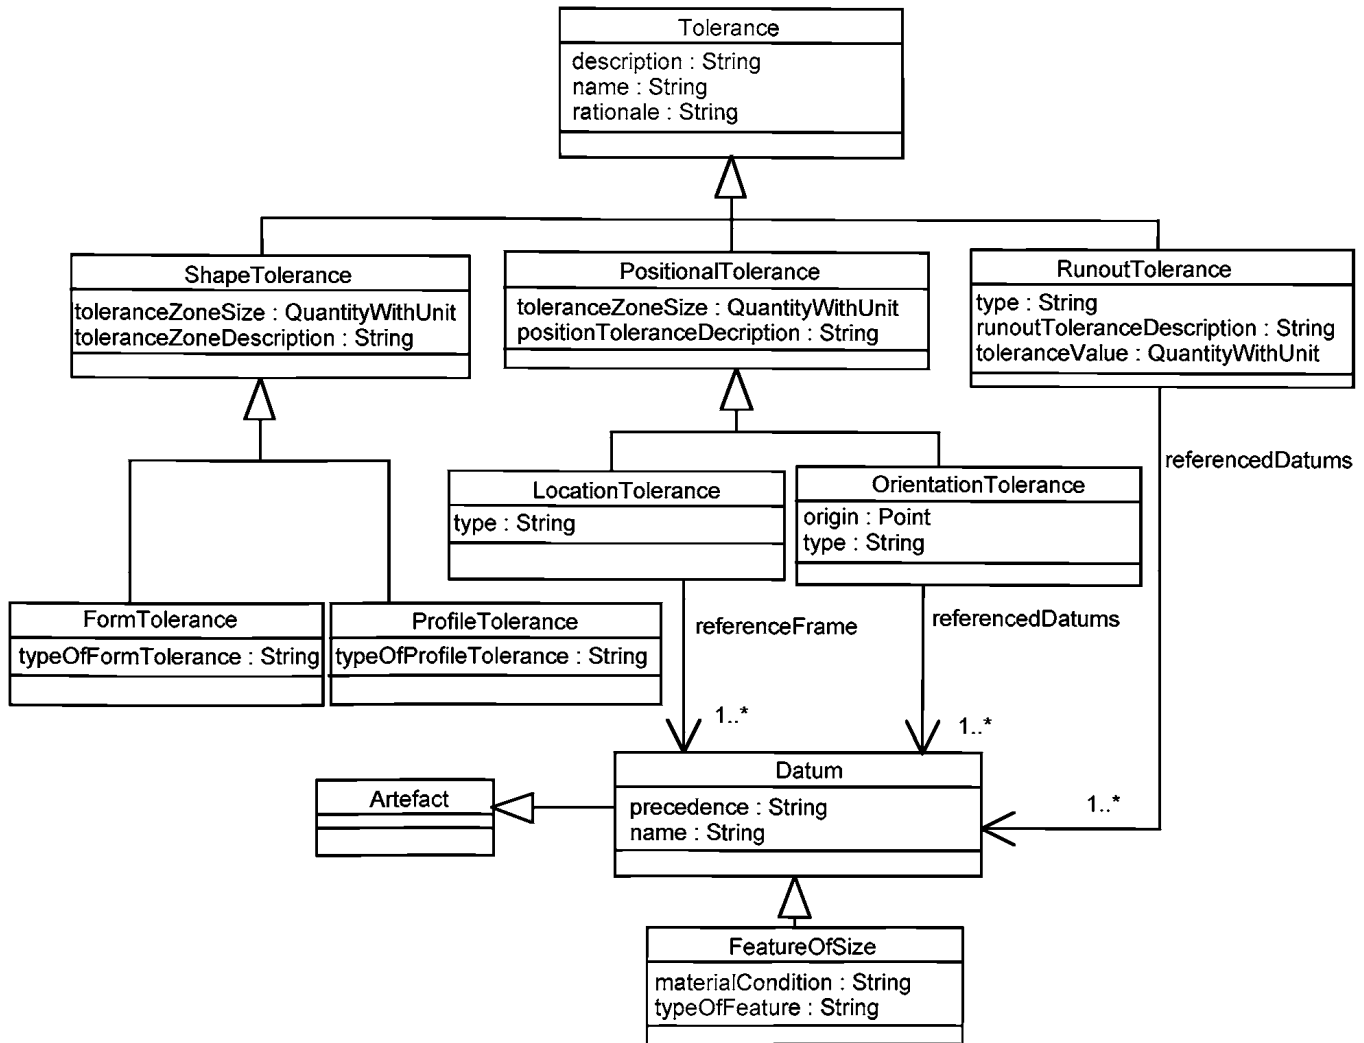 Tolerance
description : String
name : String
rationale : String
ShapeTolerance
toleranceZoneSize : QuantityWithUnit
toleranceZoneDescription : String
PositionalTolerance
toleranceZoneSize : QuantityWithUnit
positionToleranceDecription : String
RunoutTolerance
type : String
runoutToleranceDescription : String
toleranceValue : QuantityWithUnit
referencedDatums
LocationTolerance
type : String
OrientationTolerance
origin : Point
type : String
FormTolerance
typeOfFormTolerance : String
ProfileTolerance
typeOfProfileTolerance : String
referenceFrame
referencedDatums
1..*
1..*
1..*
Artefact
Datum
precedence : String
name : String
FeatureOfSize
materialCondition : String
typeOfFeature : String